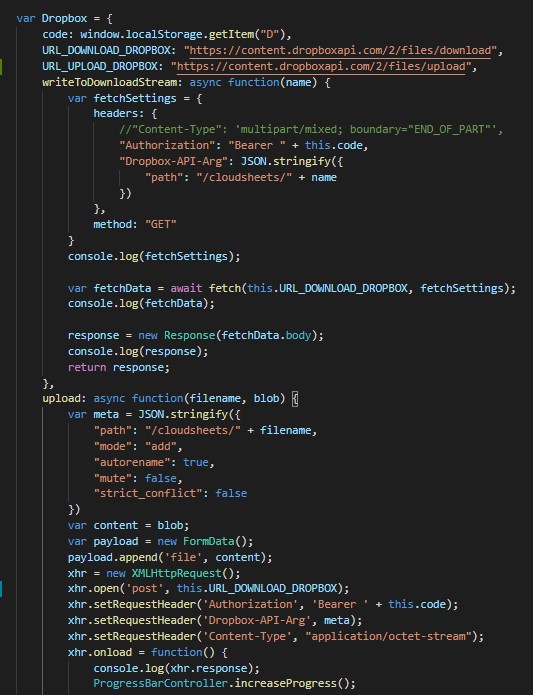 var Dropbox = {
code: window.localStorage.getItem("D"),
URL_DOWNLOAD_DROPBOX: "https://content.dropboxapi.com/2/files/download",
URL_UPLOAD_DROPBOX: "https://content.dropboxapi.com/2/files/upload",
writeToDownloadStream: async function(name) {
var fetchSettings = {
headers: {
//"Content-Type": 'multipart/mixed; boundary="END_OF_PART"',
"Authorization": "Bearer " + this.code,
"Dropbox-API-Arg": JSON.stringify({
"path": "/cloudsheets/" + name
})
},
method: "GET"
}
console.log(fetchSettings);
var fetchData = await fetch(this.URL_DOWNLOAD_DROPBOX, fetchSettings);
console.log(fetchData);
response = new Response(fetchData.body);
console.log(response);
return response;
},
upload: async function(filename, blob) {
var meta = JSON.stringify({
"path": "/cloudsheets/" + filename,
"mode": "add",
"autorename": true,
"mute": false,
"strict_conflict": false
})
var content = blob;
var payload = new FormData();
payload.append('file', content);
xhr = new XMLHttpRequest();
xhr.open('post', this.URL_DOWNLOAD_DROPBOX);
xhr.setRequestHeader('Authorization', 'Bearer ' + this.code);
xhr.setRequestHeader('Dropbox-API-Arg', meta);
xhr.setRequestHeader('Content-Type', "application/octet-stream");
xhr.onload = function() {
console.log(xhr.response);
ProgressBarController.increaseProgress();